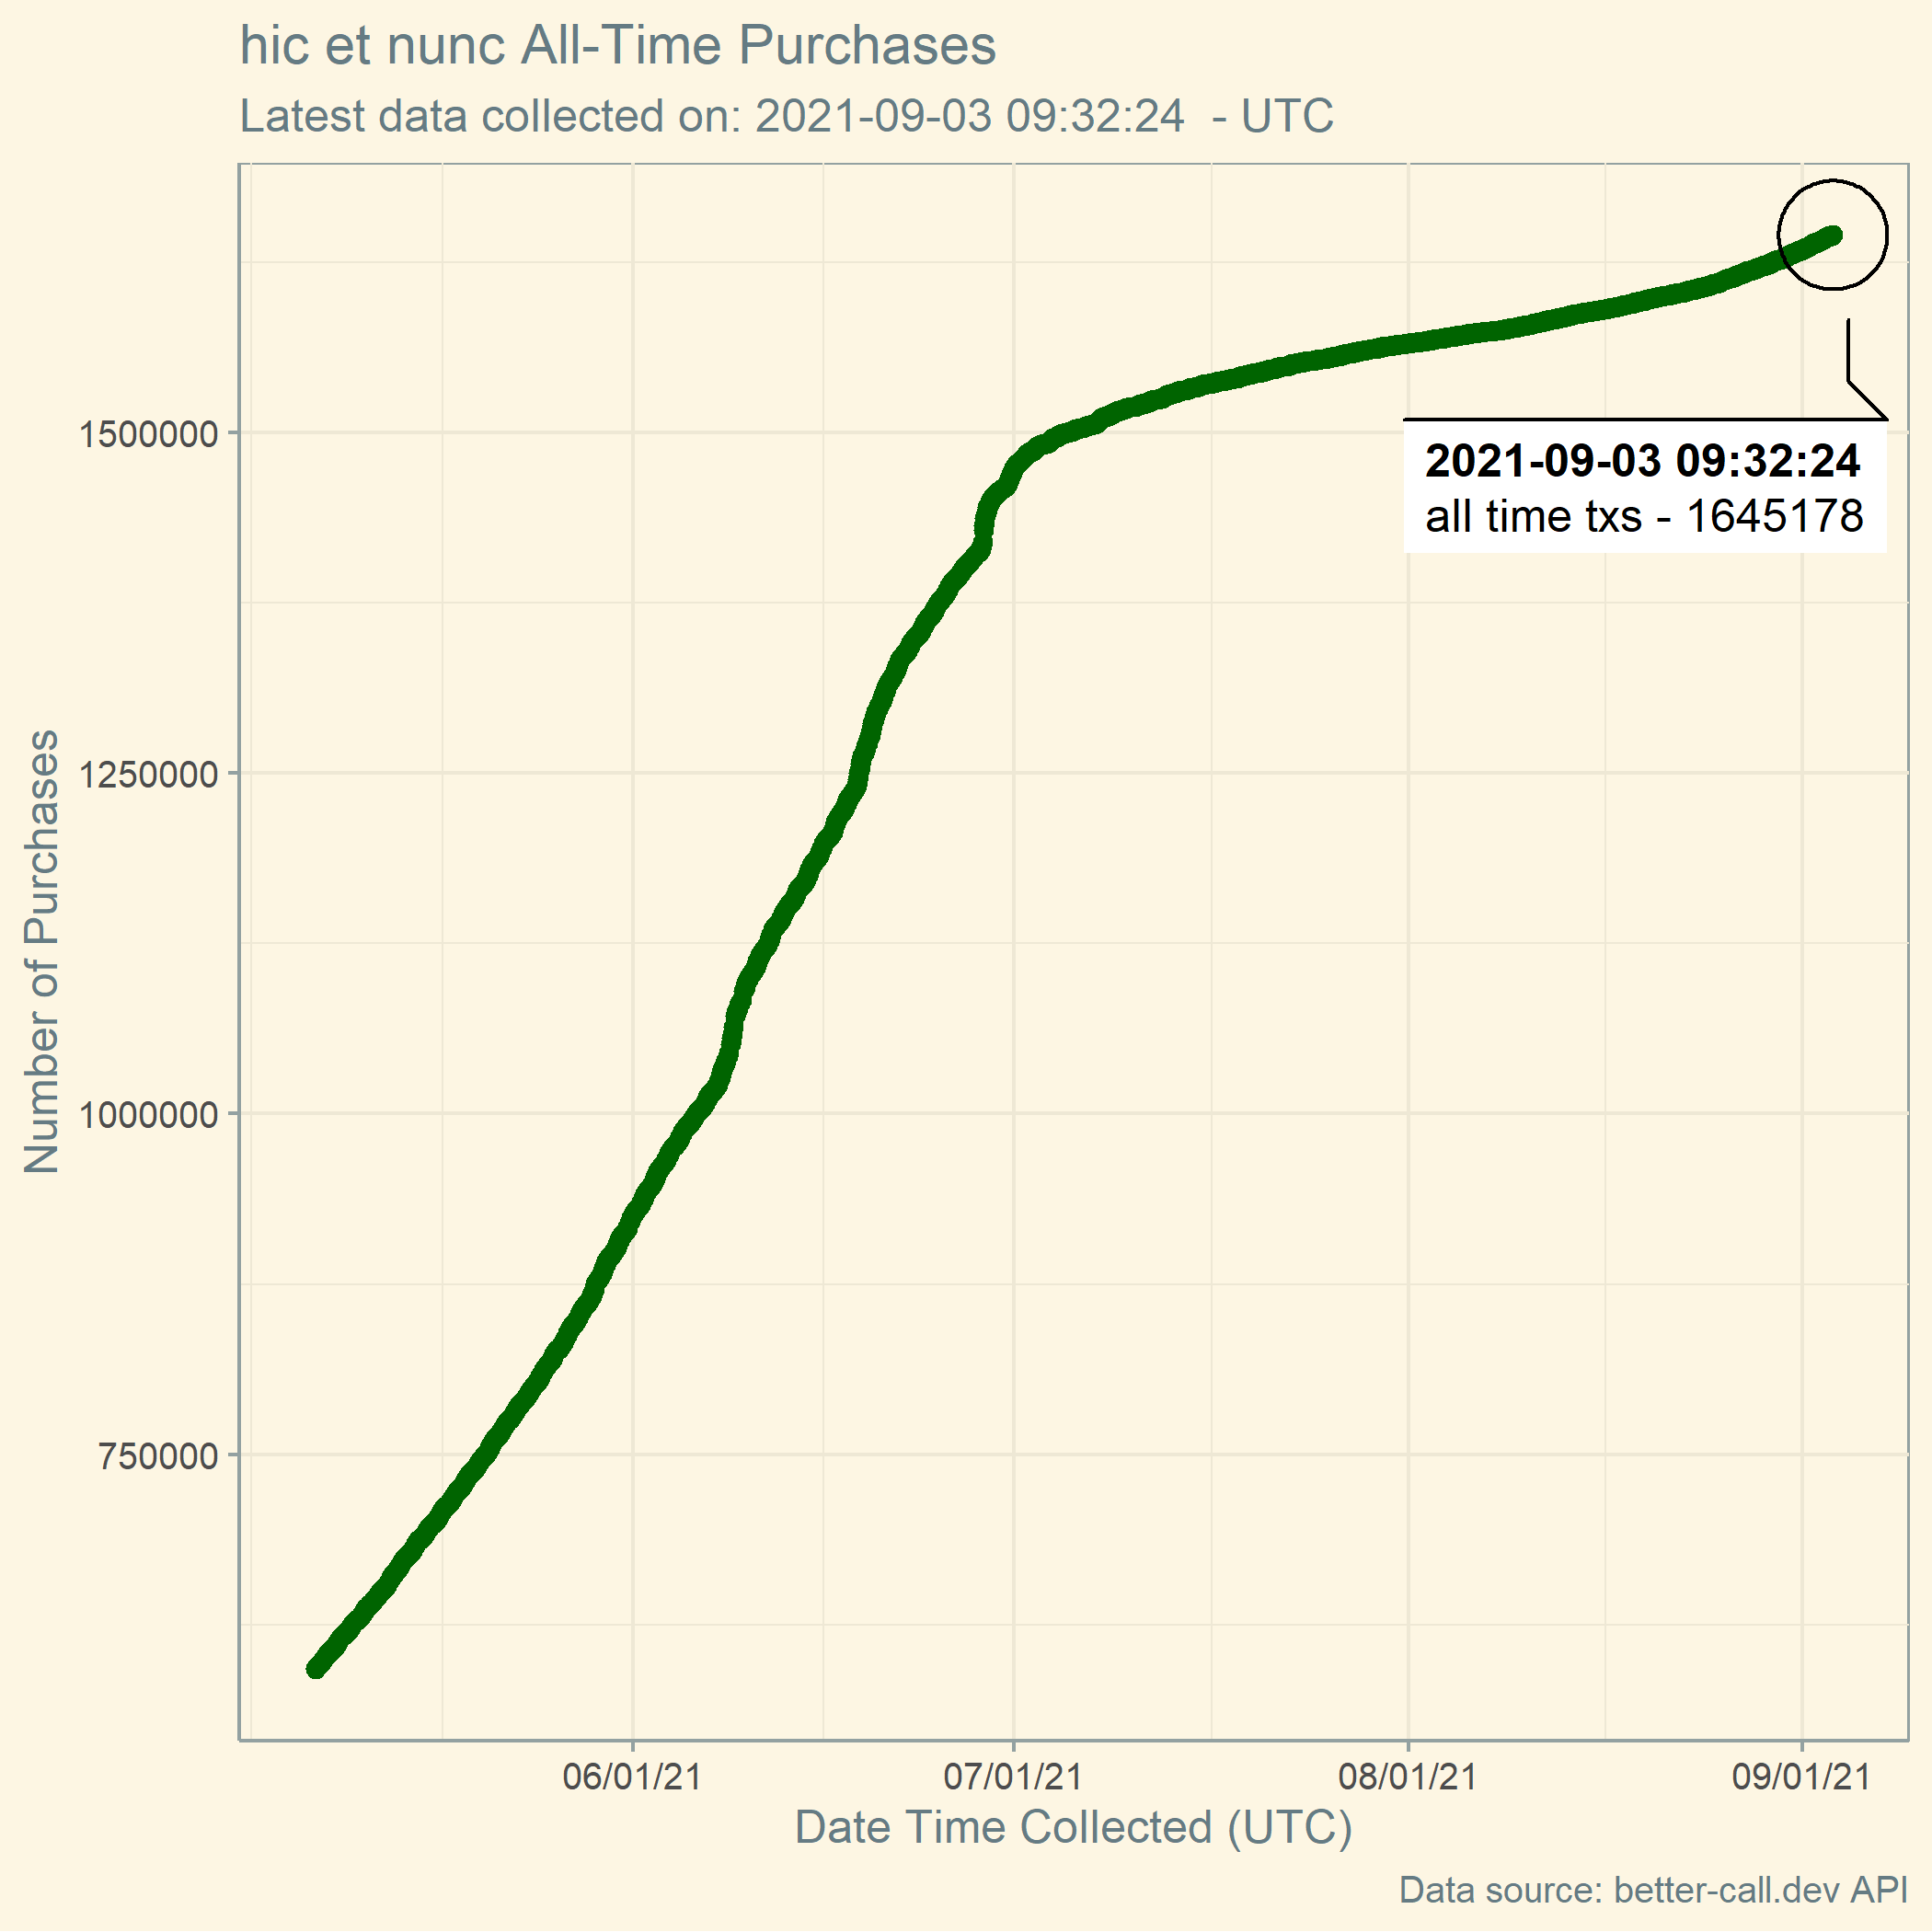 hic et nunc All-Time Purchases
Latest data collected on: 2021-09-03 09:32:24  - UTC
Number of Purchases
1500000
1250000
1000000
750000
2021-09-03 09:32:24
all time txs - 1645178
06/01/21 07/01/21 08/01/21 09/01/21
Date Time Collected (UTC)
Data source: better-call.dev API